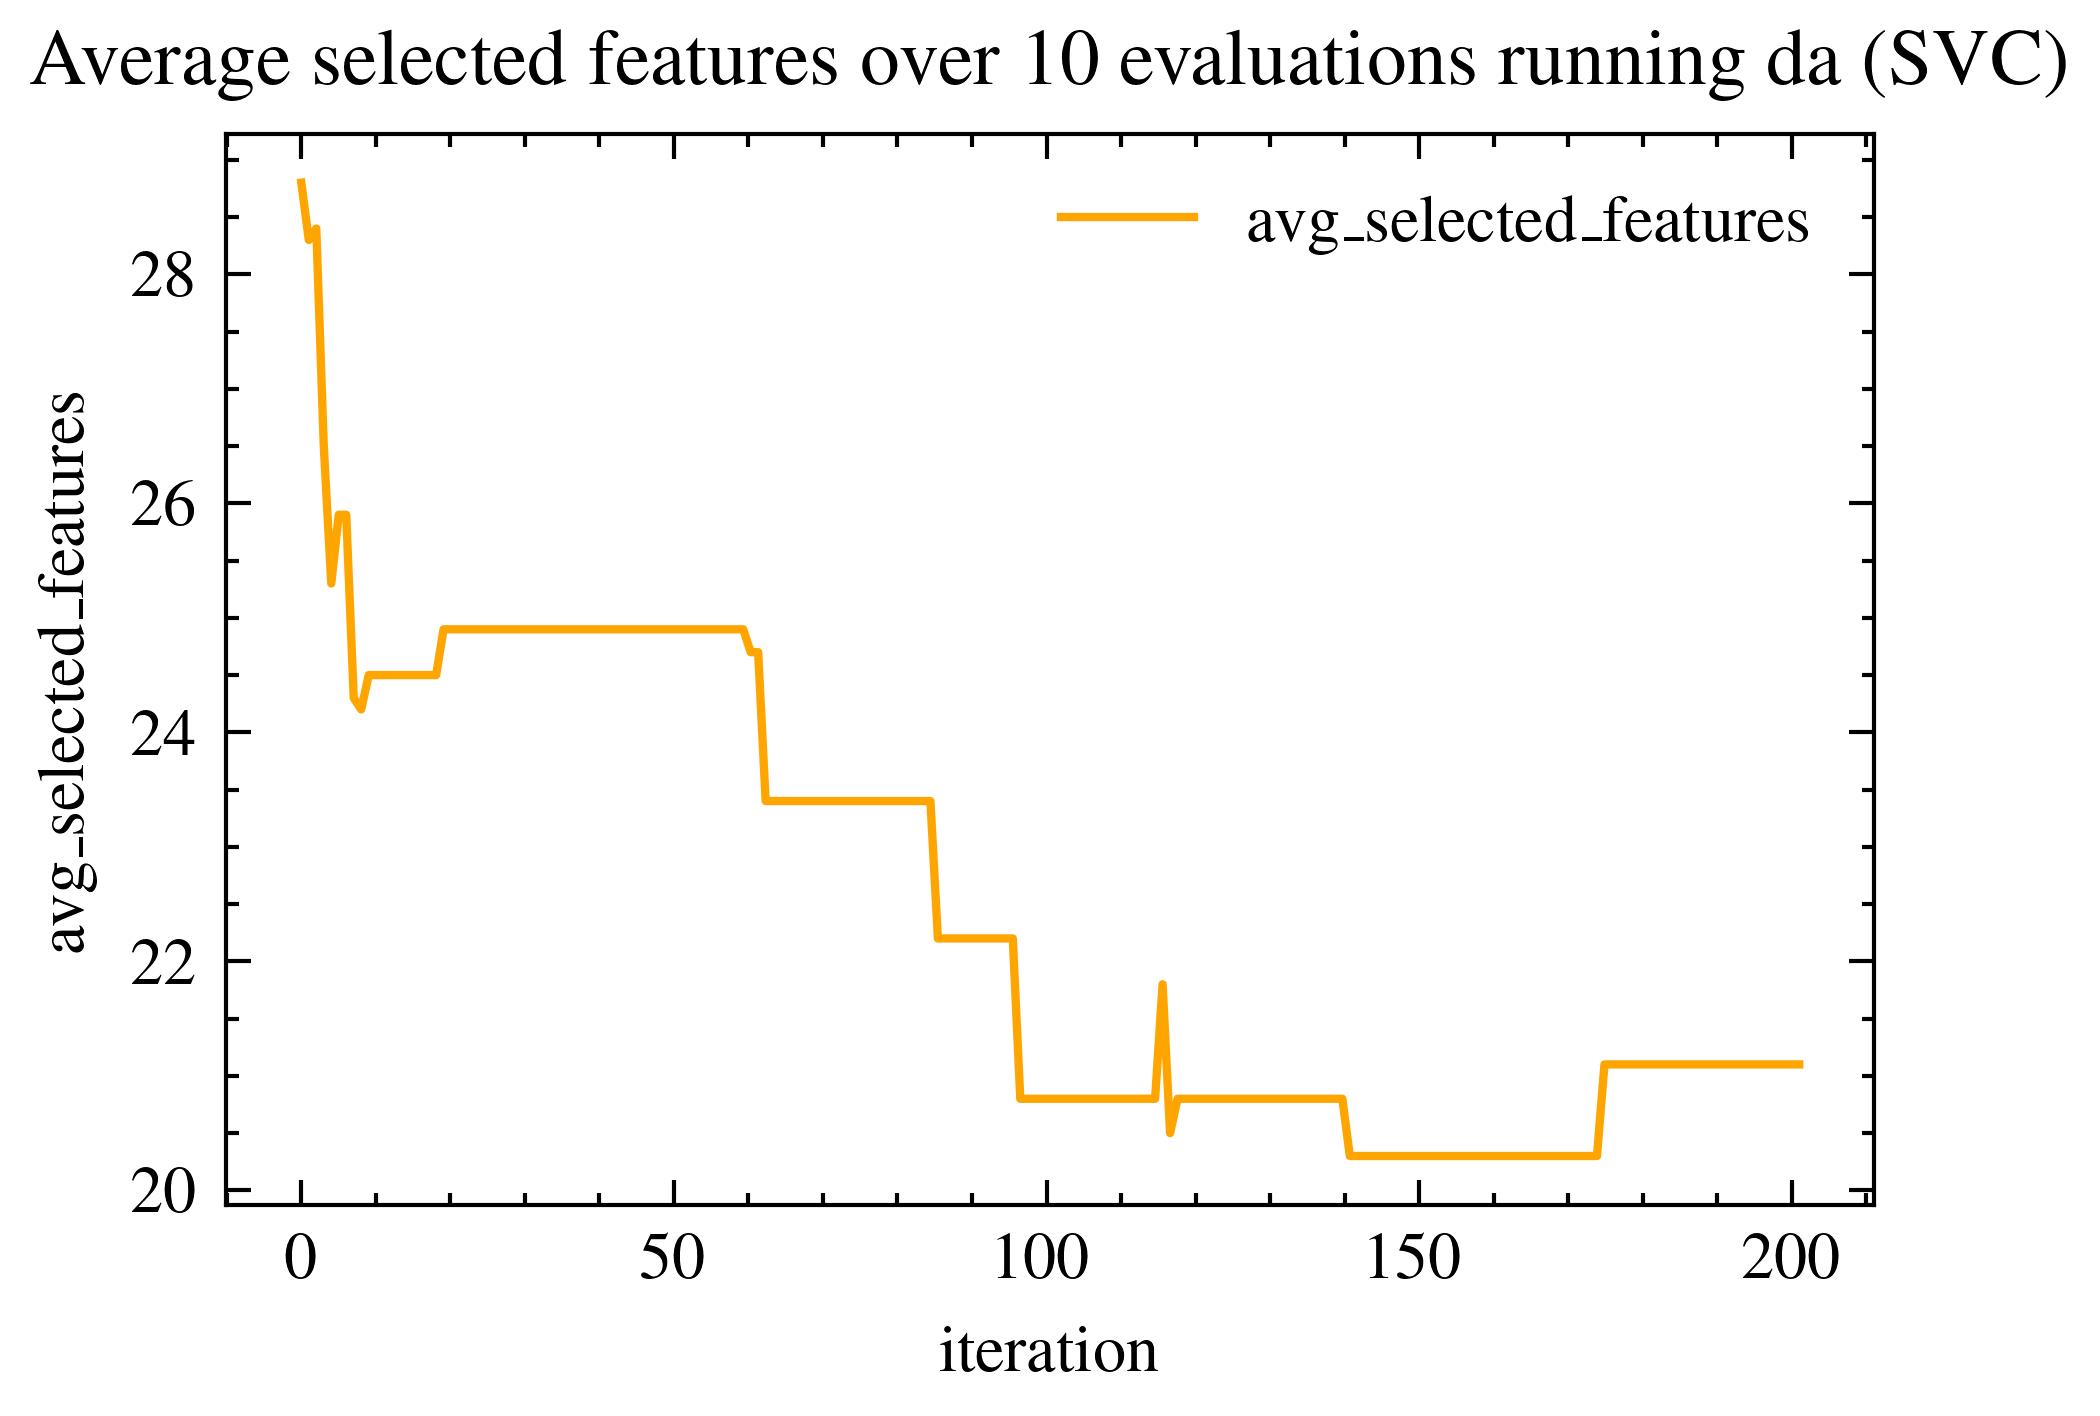 Average selected features over 10 evaluations running da (SVC)
avg_selected_features
avg_selected_features
28
26
24
22
20
0 50 100 150 200
iteration